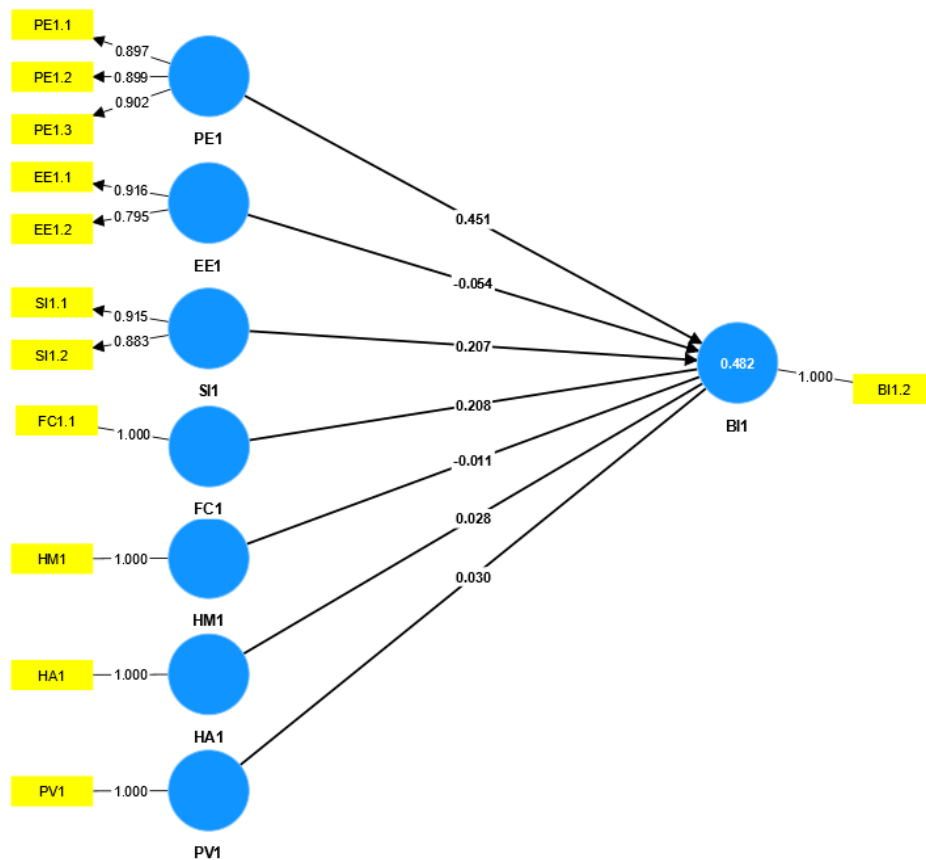 PE1.1
0.897
PE1.2
0.899
0.902
PE1.3
PE1
EE1.1
0.916
0.795
EE1.2
EE1
SI1.1
0.915
0.883
SI1.2
SI1
FC1.1
1.000
FC1
HM1
1.000
HM1
HA1
1.000
HA1
PV1
1.000
PV1
0.451
-0.054
0.207
0.208
-0.011
0.028
0.030
0.482
BI1
1.000
BI1.2